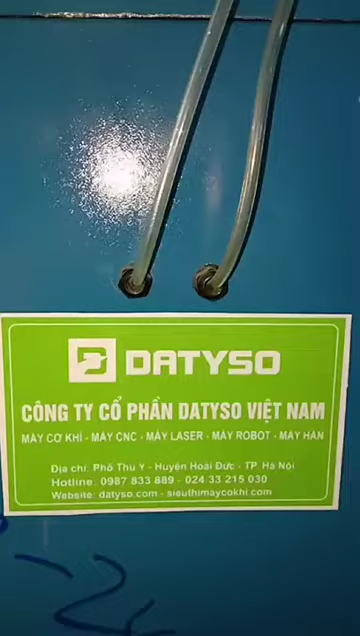 DATYSO
CÔNG TY CỔ PHẦN DATYSO VIỆT NAM
MÁY CƠ KHÍ - MÁY CNC - MÁY LASER - MÁY ROBOT - MÁY HÀN
Địa chỉ: Phố Thú Y - Huyện Hoài Đức - TP Hà Nội
Hotline: 0987 833 889 - 024 33 215 030
Website: datyso.com - sieuthimaycokhi.com